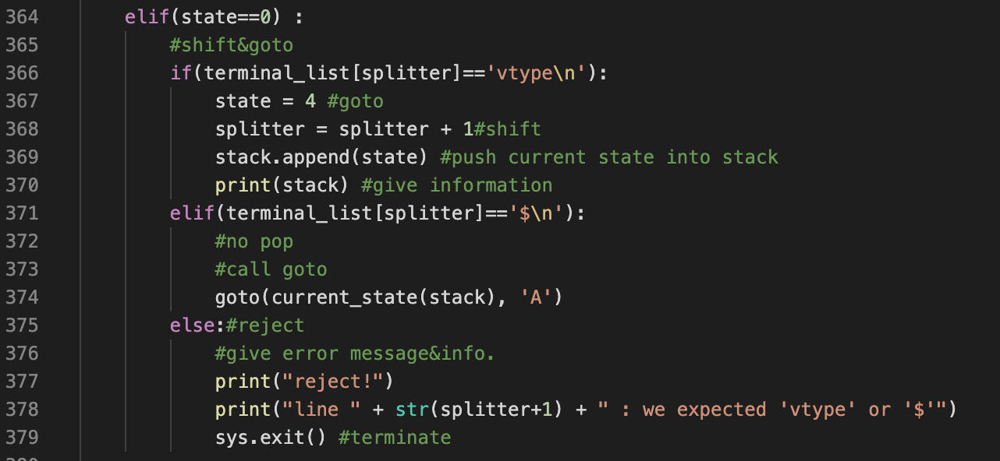 364 elif(state==0) :
365 #shift&goto
366 if(terminal_list[splitter]=='vtype\n'):
367 state = 4 #goto
368 splitter = splitter + 1#shift
369 stack.append(state) #push current state into stack
370 print(stack) #give information
371 elif(terminal_list[splitter]=='$\n'):
372 #no pop
373 #call goto
374 goto(current_state(stack), 'A')
375 else:#reject
376 #give error message&info.
377 print("reject!")
378 print("line " + str(splitter+1) + " : we expected 'vtype' or '$'")
379 sys.exit() #terminate